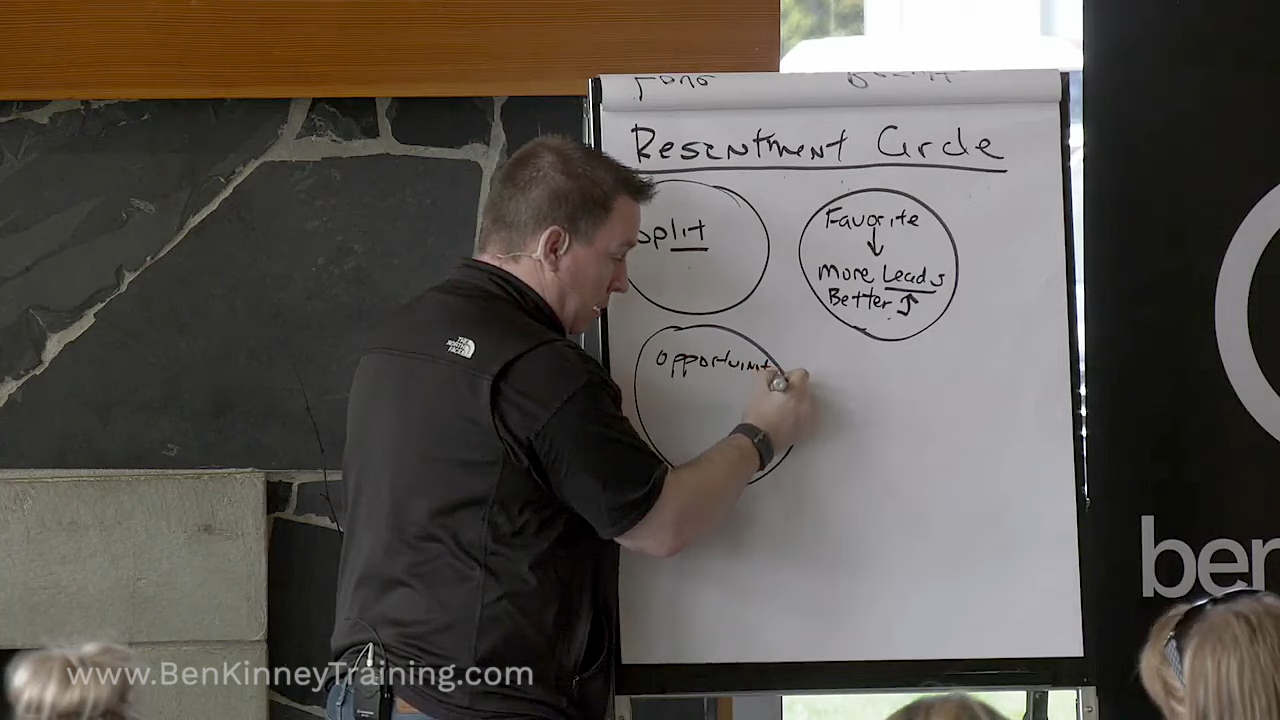 Resentment Circle
Split
Favorite
More Leads
Better
opportunit
THE
NORTH
FACE
ben
www.BenKinneyTraining.com